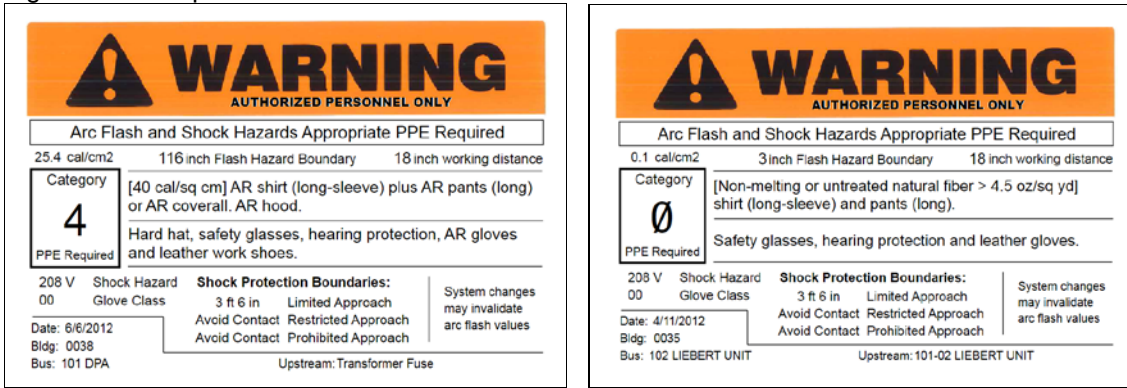 WARNING
AUTHORIZED PERSONNEL ONLY
Arc Flash and Shock Hazards Appropriate PPE Required
25.4 cal/cm2 116 inch Flash Hazard Boundary 18 inch working distance
Category
4
PPE Required
[40 cal/sq cm] AR shirt (long-sleeve) plus AR pants (long)
or AR coverall. AR hood.
Hard hat, safety glasses, hearing protection, AR gloves
and leather work shoes.
208 V Shock Hazard
00 Glove Class
Shock Protection Boundaries:
3 ft 6 in Limited Approach
Avoid Contact Restricted Approach
Avoid Contact Prohibited Approach
System changes
may invalidate
arc flash values
Date: 6/6/2012
Bldg: 0038
Bus: 101 DPA
Upstream: Transformer Fuse
WARNING
AUTHORIZED PERSONNEL ONLY
Arc Flash and Shock Hazards Appropriate PPE Required
0.1 cal/cm2 3 inch Flash Hazard Boundary 18 inch working distance
Category
Ø
PPE Required
[Non-melting or untreated natural fiber > 4.5 oz/sq yd]
shirt (long-sleeve) and pants (long).
Safety glasses, hearing protection and leather gloves.
208 V Shock Hazard
00 Glove Class
Shock Protection Boundaries:
3 ft 6 in Limited Approach
Avoid Contact Restricted Approach
Avoid Contact Prohibited Approach
System changes
may invalidate
arc flash values
Date: 4/11/2012
Bldg: 0035
Bus: 102 LIEBERT UNIT
Upstream: 101-02 LIEBERT UNIT